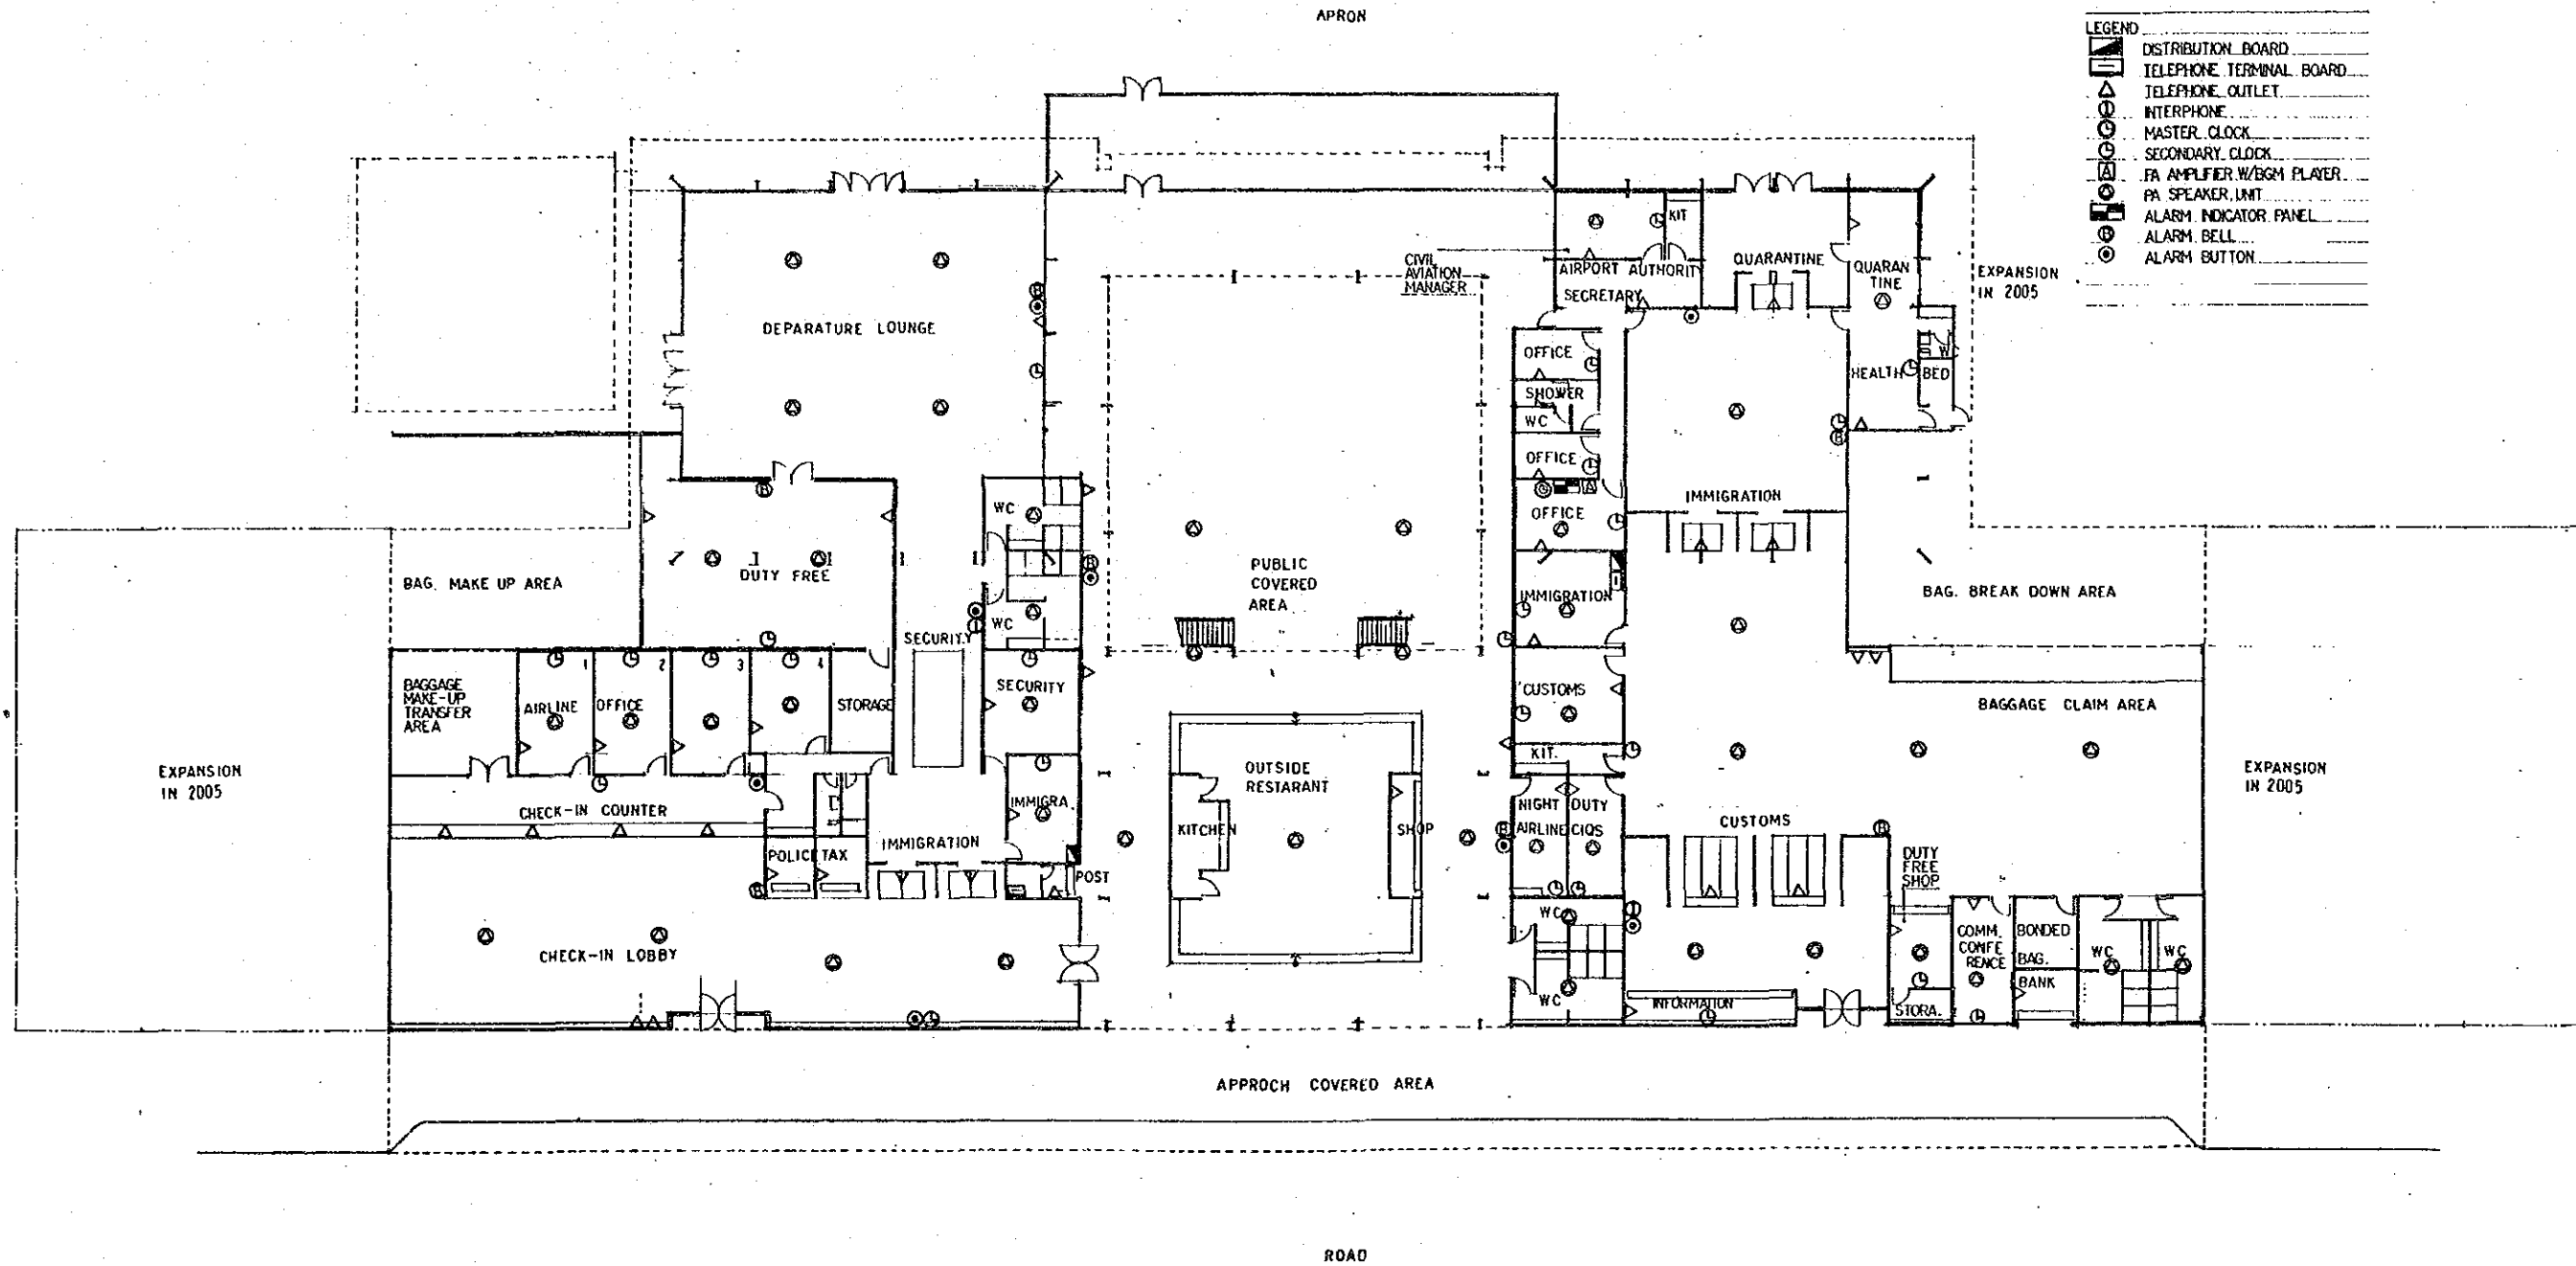 APRON
LEGEND
DISTRIBUTION BOARD
TELEPHONE TERMINAL BOARD
TELEPHONE OUTLET
INTERPHONE
MASTER CLOCK
SECONDARY CLOCK
PA AMPLIFIER W/BGM PLAYER
PA SPEAKER UNIT
ALARM INDICATOR PANEL
ALARM BELL
ALARM BUTTON
KIT
CIVIL
AVIATION
MANAGER
AIRPORT AUTHORITY
SECRETARY
QUARANTINE
QUARAN
TINE
EXPANSION
IN 2005
DEPARATURE LOUNGE
OFFICE
SHOWER
WC
OFFICE
OFFICE
HEALTH
BED
W
IMMIGRATION
WC
WC
DUTY FREE
BAG. MAKE UP AREA
SECURITY
PUBLIC
COVERED
AREA
IMMIGRATION
BAG. BREAK DOWN AREA
BAGGAGE
MAKE-UP
TRANSFER
AREA
1
AIRLINE
2
OFFICE
3
4
STORAGE
SECURITY
CUSTOMS
KIT.
BAGGAGE CLAIM AREA
EXPANSION
IN 2005
OUTSIDE
RESTARANT
EXPANSION
IN 2005
CHECK-IN COUNTER
IMMIGRA.
KITCHEN
SHOP
NIGHT DUTY
AIRLINE CIQS
CUSTOMS
POLICE TAX
IMMIGRATION
POST
DUTY
FREE
SHOP
CHECK-IN LOBBY
WC
WC
INFORMATION
STORA.
COMM.
CONFE
RENCE
BONDED
BAG.
BANK
WC
WC
APPROCH COVERED AREA
ROAD